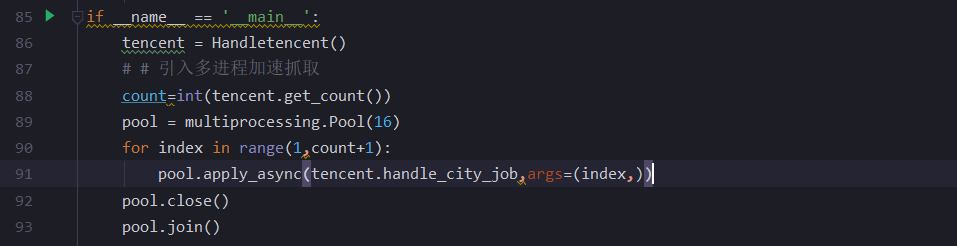 85 if __name__ == '__main__':
86 tencent = Handletencent()
87 # # 引入多进程加速抓取
88 count=int(tencent.get_count())
89 pool = multiprocessing.Pool(16)
90 for index in range(1,count+1):
91 pool.apply_async(tencent.handle_city_job,args=(index,))
92 pool.close()
93 pool.join()